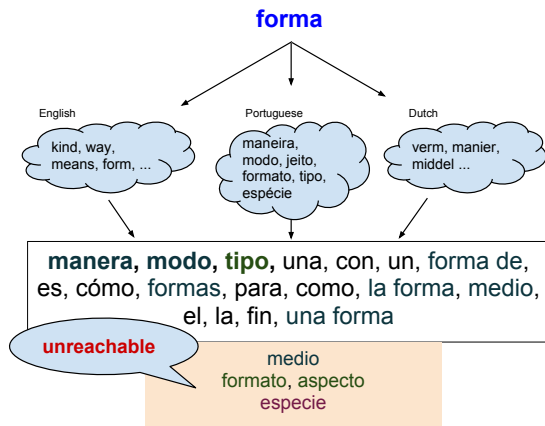 forma
English
Portuguese
Dutch
kind, way,
means, form, ...
maneira,
modo, jeito,
formato, tipo,
espécie
verm, manier,
middel ...
manera, modo, tipo, una, con, un, forma de,
es, cómo, formas, para, como, la forma, medio,
el, la, fin, una forma
unreachable
medio
formato, aspecto
especie